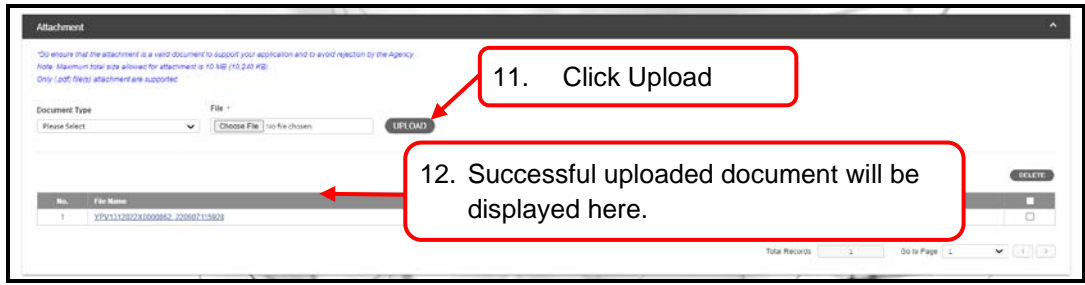 Attachment
*Do ensure that the attachment is a valid document to support your application and to avoid rejection by the Agency.
Note: Maximum total size allowed for attachment is 10 MB (10,240 KB).
Only (.pdf) file(s) attachment are supported.
11. Click Upload
Document Type
File *
Please Select
Choose File No file chosen
UPLOAD
12. Successful uploaded document will be
displayed here.
DELETE
No. File Name
1
Total Records 1 Go to Page 1